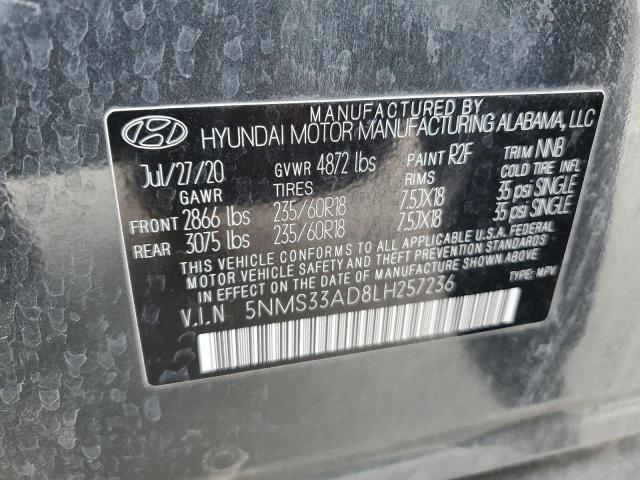 MANUFACTURED BY
HYUNDAI MOTOR MANUFACTURING ALABAMA, LLC
Jul/27/20 GVWR 4872 lbs PAINT R2F TRIM NNB
GAWR TIRES RIMS COLD TIRE INFL
FRONT 2866 lbs 235/60R18 7.5JX18 35 psi SINGLE
REAR 3075 lbs 235/60R18 7.5JX18 35 psi SINGLE
THIS VEHICLE CONFORMS TO ALL APPLICABLE U.S.A. FEDERAL
MOTOR VEHICLE SAFETY AND THEFT PREVENTION STANDARDS
IN EFFECT ON THE DATE OF MANUFACTURE SHOWN ABOVE.
V.I.N 5NMS33AD8LH257236 TYPE: MPV